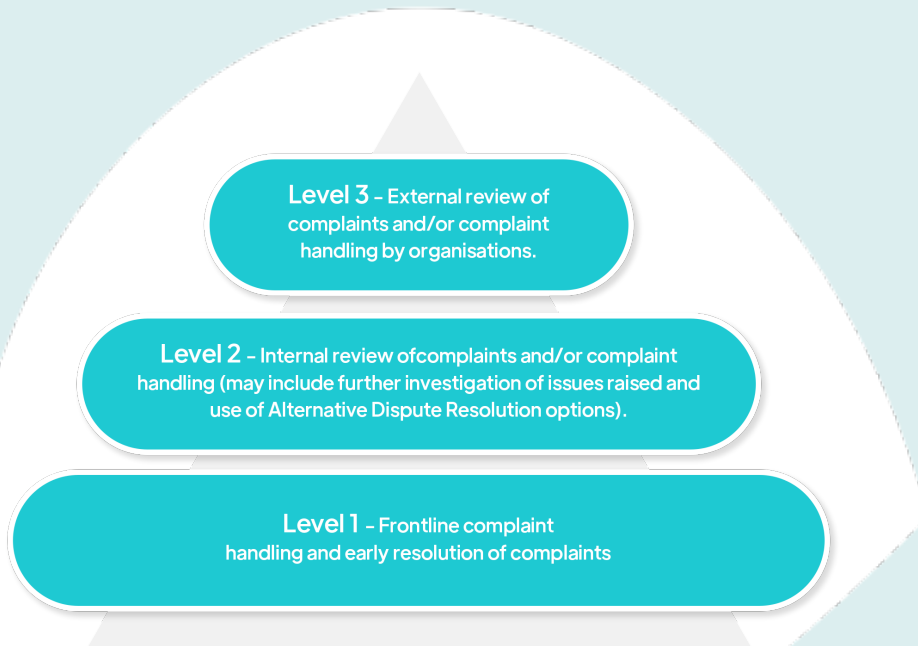 Level 3 – External review of
complaints and/or complaint
handling by organisations.
Level 2 – Internal review ofcomplaints and/or complaint
handling (may include further investigation of issues raised and
use of Alternative Dispute Resolution options).
Level 1 – Frontline complaint
handling and early resolution of complaints